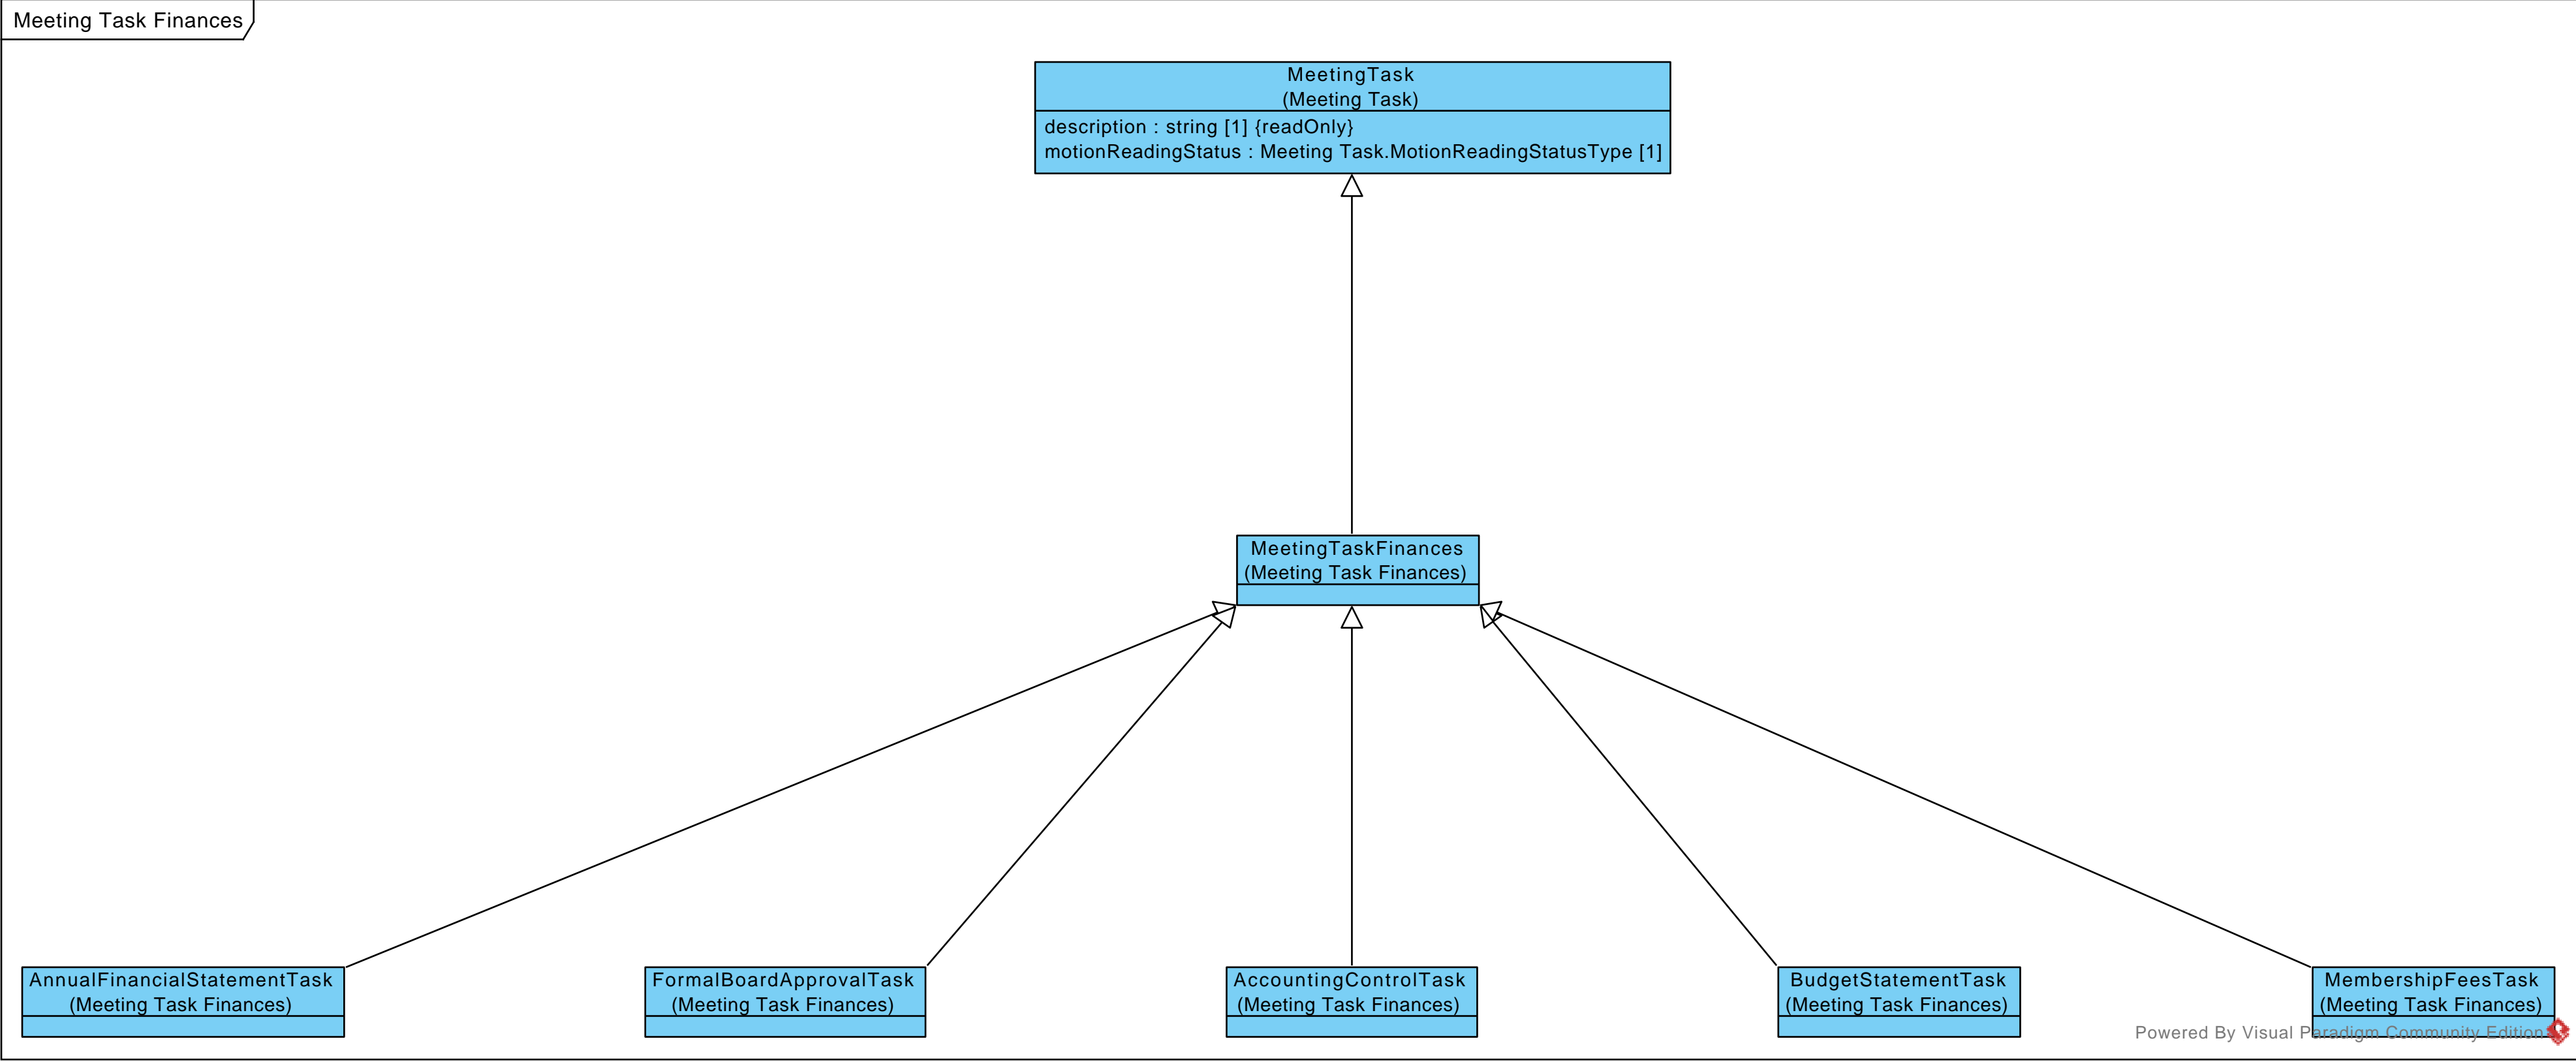 Meeting Task Finances
MeetingTask
(Meeting Task)
description : string [1] {readOnly}
motionReadingStatus : Meeting Task.MotionReadingStatusType [1]
MeetingTaskFinances
(Meeting Task Finances)
AnnualFinancialStatementTask
(Meeting Task Finances)
FormalBoardApprovalTask
(Meeting Task Finances)
AccountingControlTask
(Meeting Task Finances)
BudgetStatementTask
(Meeting Task Finances)
MembershipFeesTask
(Meeting Task Finances)
Powered By Visual Paradigm Community Edition